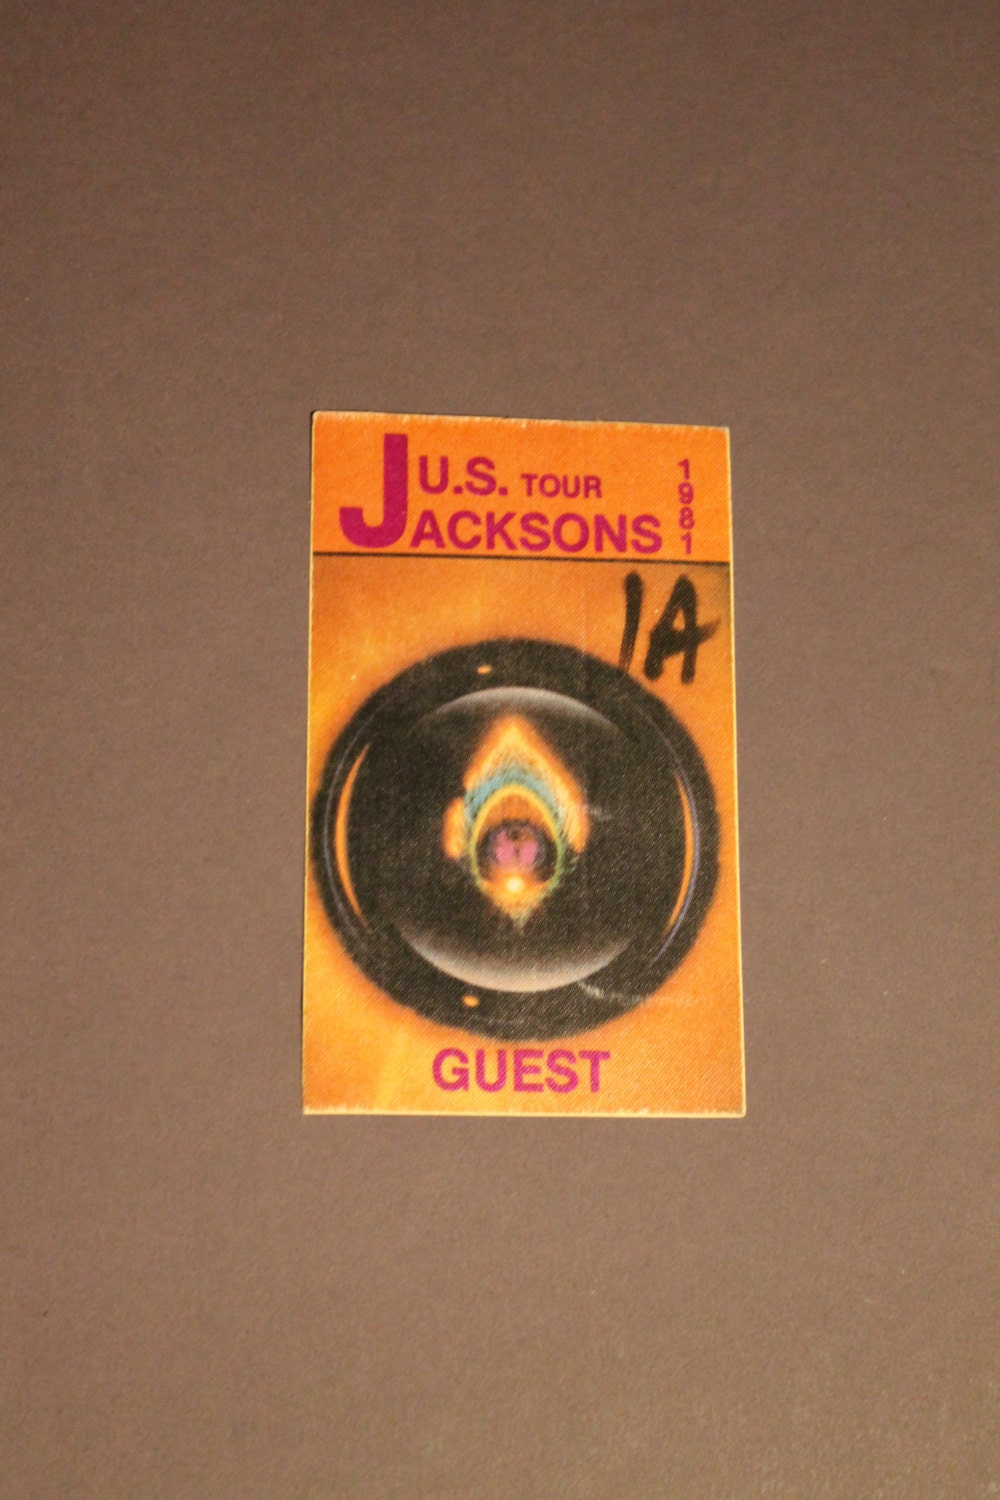 U.S. TOUR
JACKSONS
1981
1A
GUEST